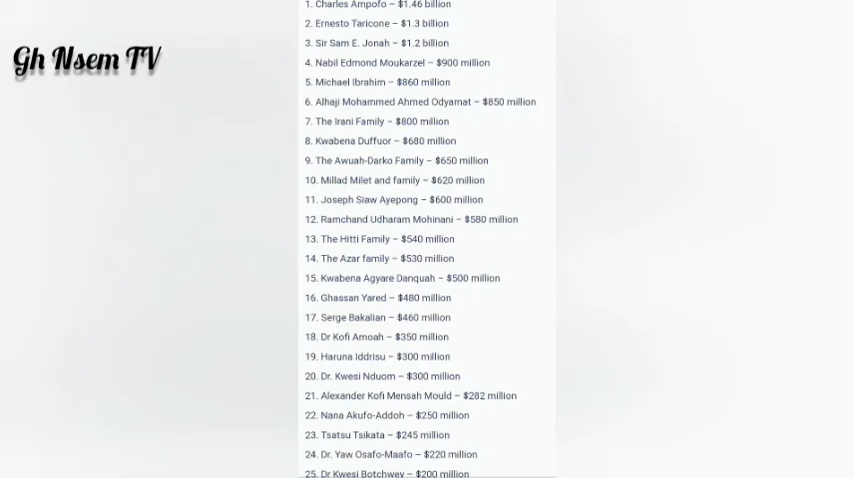 1. Charles Ampofo – $1.46 billion
2. Ernesto Taricone – $1.3 billion
Gh Nsem TV
3. Sir Sam E. Jonah – $1.2 billion
4. Nabil Edmond Moukarzel – $900 million
5. Michael Ibrahim – $860 million
6. Alhaji Mohammed Ahmed Odyamat – $850 million
7. The Irani Family – $800 million
8. Kwabena Duffuor – $680 million
9. The Awuah-Darko Family – $650 million
10. Millad Milet and family – $620 million
11. Joseph Siaw Ayepong – $600 million
12. Ramchand Udharam Mohinani – $580 million
13. The Hitti Family – $540 million
14. The Azar family – $530 million
15. Kwabena Agyare Danquah – $500 million
16. Ghassan Yared – $480 million
17. Serge Bakalian – $460 million
18. Dr Kofi Amoah – $350 million
19. Haruna Iddrisu – $300 million
20. Dr. Kwesi Nduom – $300 million
21. Alexander Kofi Mensah Mould – $282 million
22. Nana Akufo-Addoh – $250 million
23. Tsatsu Tsikata – $245 million
24. Dr. Yaw Osafo-Maafo – $220 million
25. Dr Kwesi Botchwey – $200 million